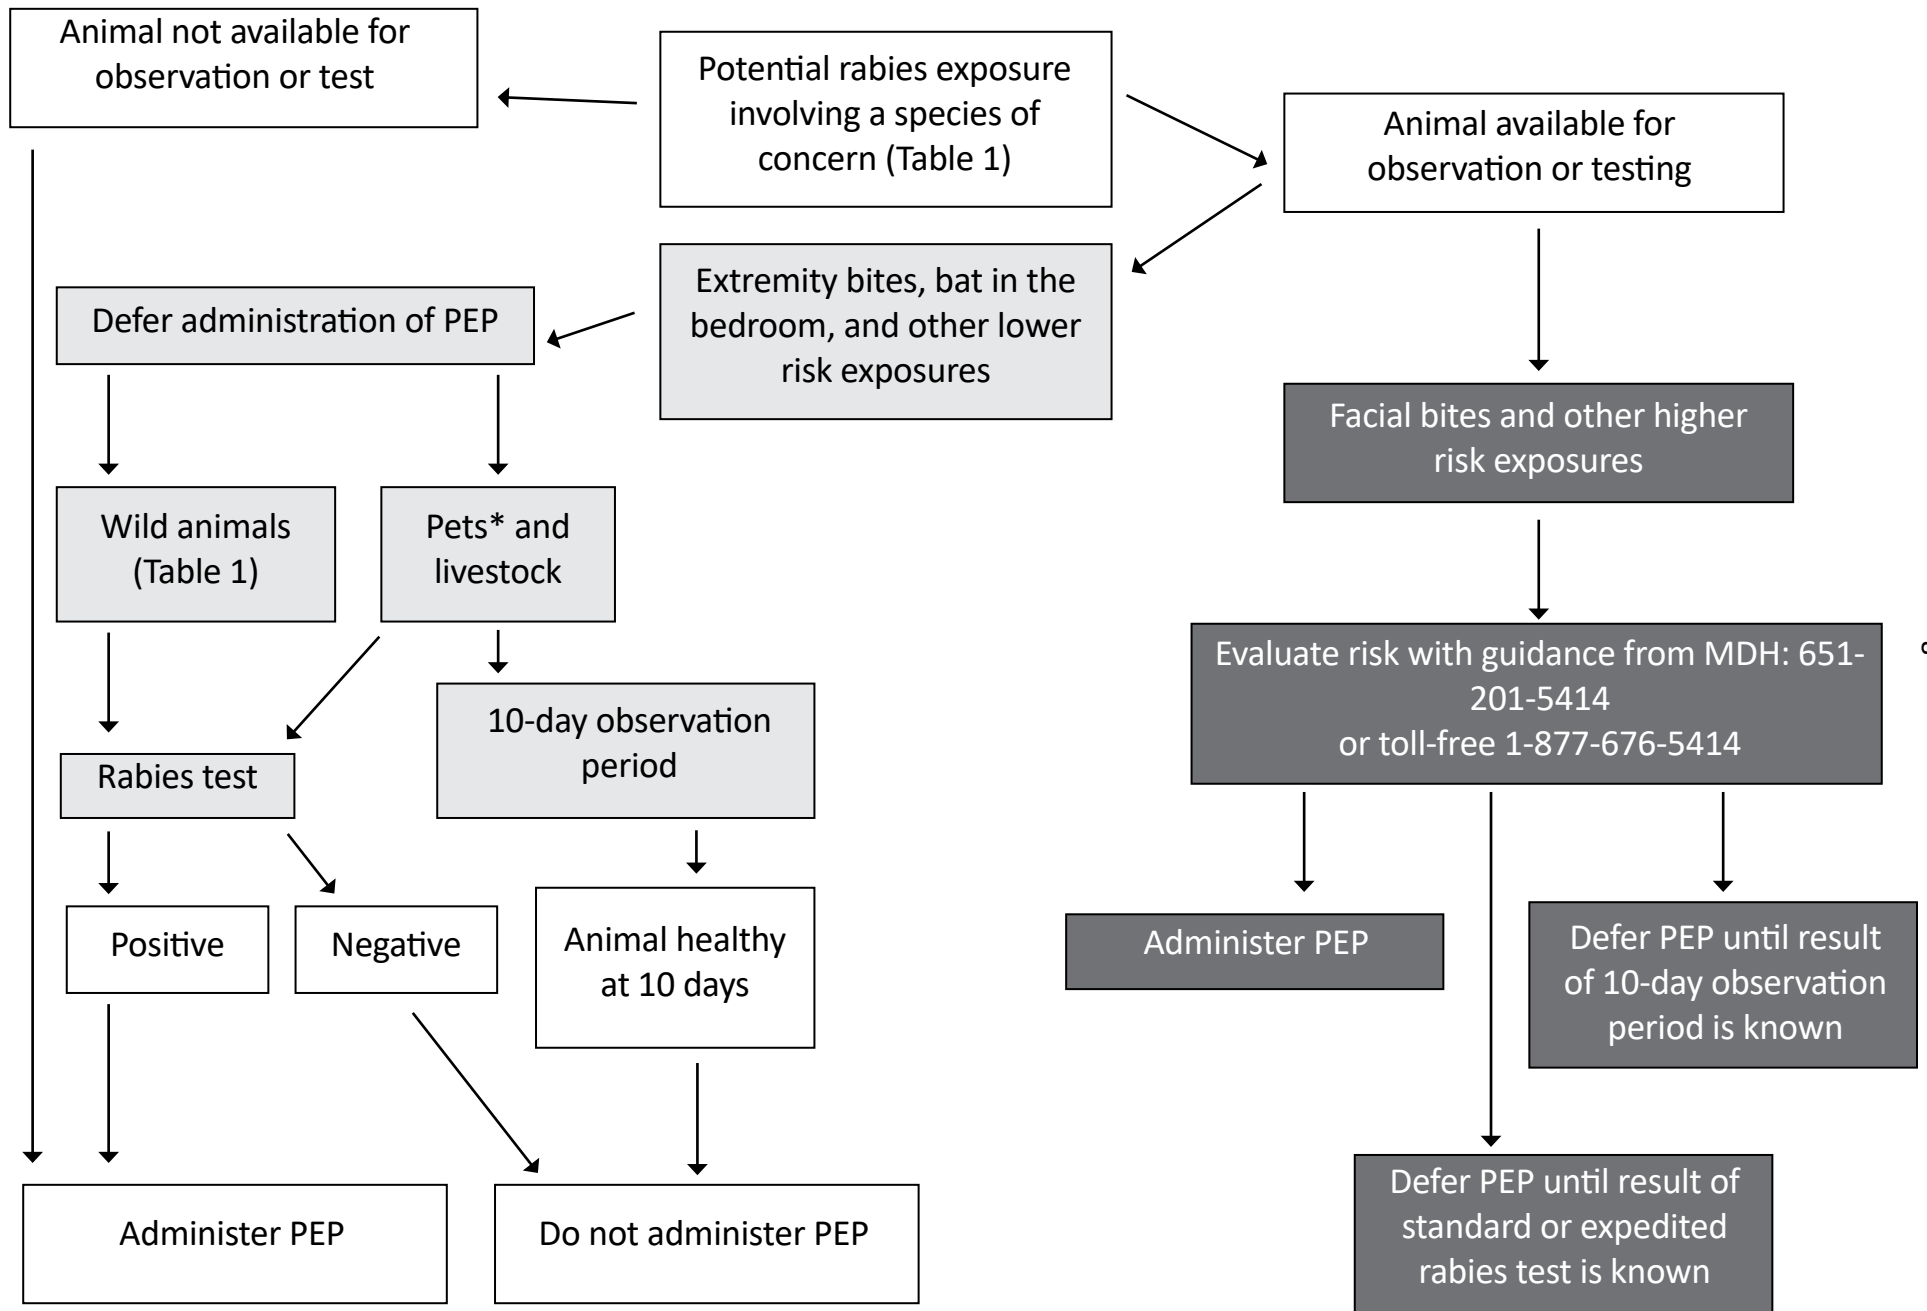 Animal not available for
observation or test
Potential rabies exposure
involving a species of
concern (Table 1)
Animal available for
observation or testing
Extremity bites, bat in the
bedroom, and other lower
risk exposures
Defer administration of PEP
Facial bites and other higher
risk exposures
Wild animals
(Table 1)
Pets* and
livestock
Evaluate risk with guidance from MDH: 651-
201-5414
or toll-free 1-877-676-5414
10-day observation
period
Rabies test
Positive
Negative
Animal healthy
at 10 days
Administer PEP
Defer PEP until result
of 10-day observation
period is known
Administer PEP
Do not administer PEP
Defer PEP until result of
standard or expedited
rabies test is known